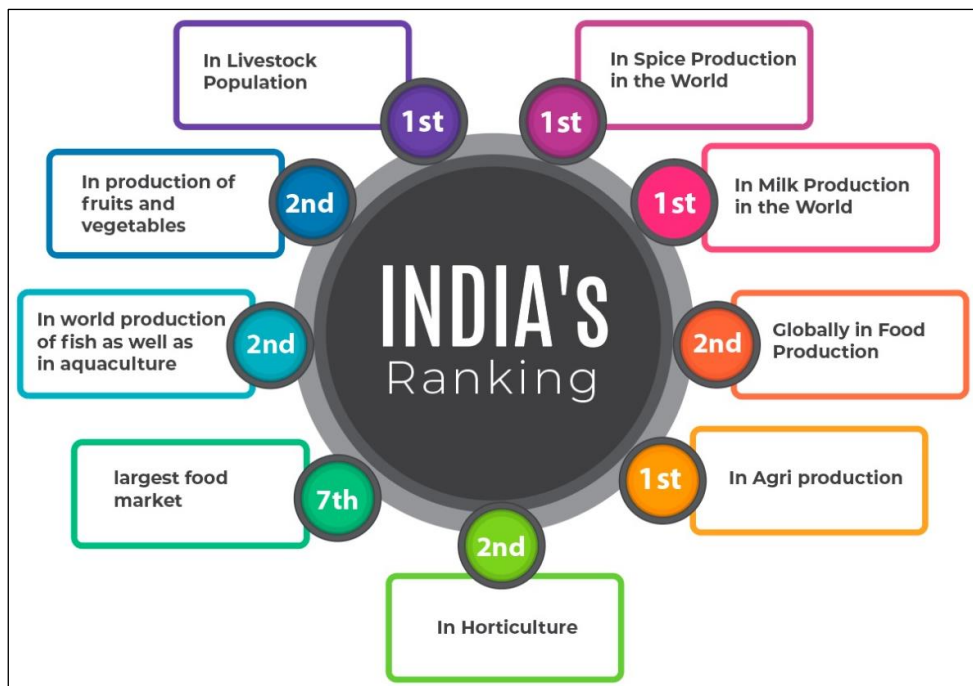 INDIA's
Ranking
In Livestock
Population
1st
1st
In Spice Production
in the World
In production of
fruits and
vegetables
2nd
1st
In Milk Production
in the World
In world production
of fish as well as
in aquaculture
2nd
2nd
Globally in Food
Production
largest food
market
7th
1st
In Agri production
2nd
In Horticulture